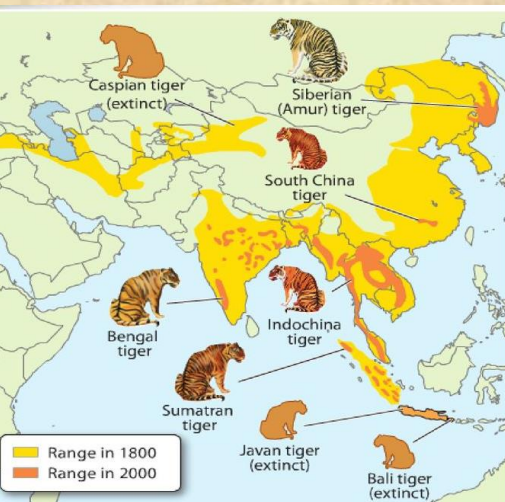 Caspian tiger
(extinct)
Siberian
(Amur) tiger
South China
tiger
Bengal
tiger
Indochina
tiger
Sumatran
tiger
Javan tiger
(extinct)
Bali tiger
(extinct)
Range in 1800
Range in 2000